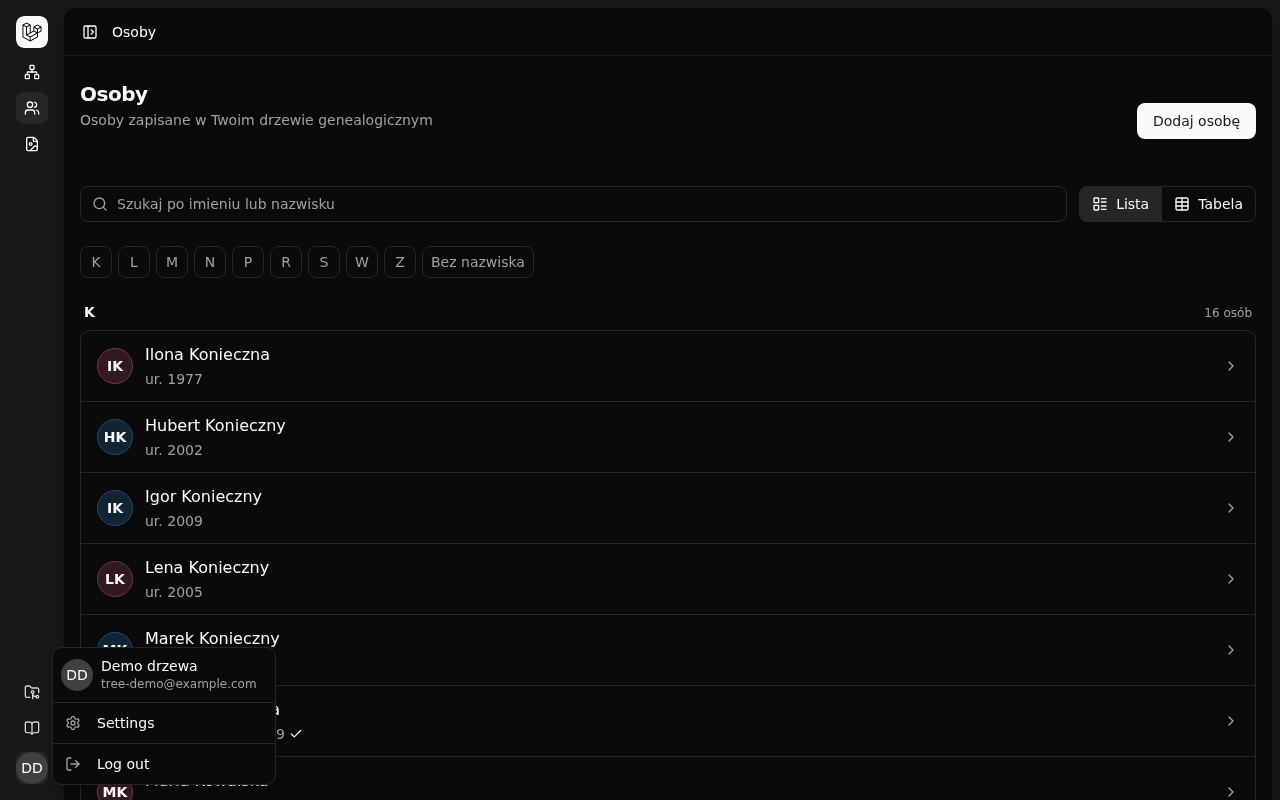 Osoby
Osoby
Osoby zapisane w Twoim drzewie genealogicznym
Dodaj osobę
Szukaj po imieniu lub nazwisku
Lista
Tabela
K L M N P R S W Z Bez nazwiska
K
16 osób
IK
Ilona Konieczna
ur. 1977
HK
Hubert Konieczny
ur. 2002
IK
Igor Konieczny
ur. 2009
LK
Lena Konieczny
ur. 2005
Marek Konieczny
DD
Demo drzewa
tree-demo@example.com
Settings
Log out
DD
MK